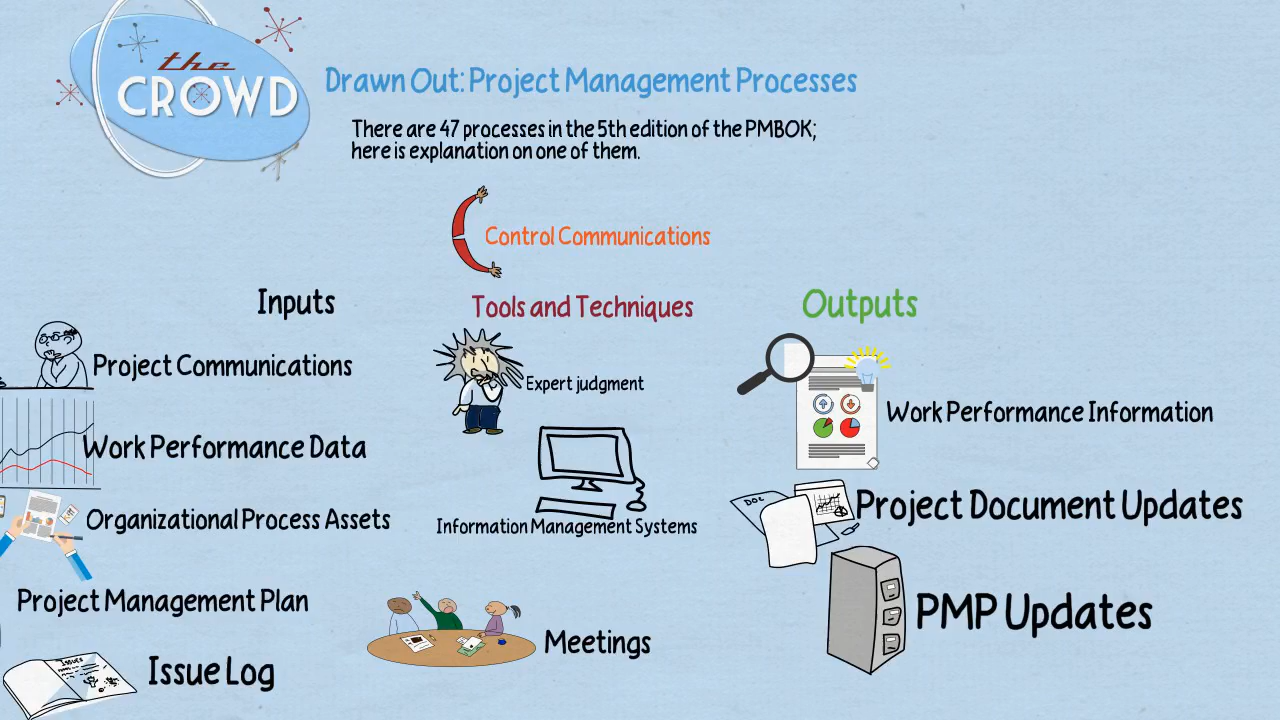 the
CROWD
Drawn Out: Project Management Processes
There are 47 processes in the 5th edition of the PMBOK;
here is explanation on one of them.
Control Communications
Inputs
Project Communications
Work Performance Data
Organizational Process Assets
Project Management Plan
Issues
Issue Log
Tools and Techniques
Expert judgment
Information Management Systems
Meetings
Outputs
Work Performance Information
DOC
Project Document Updates
PMP Updates